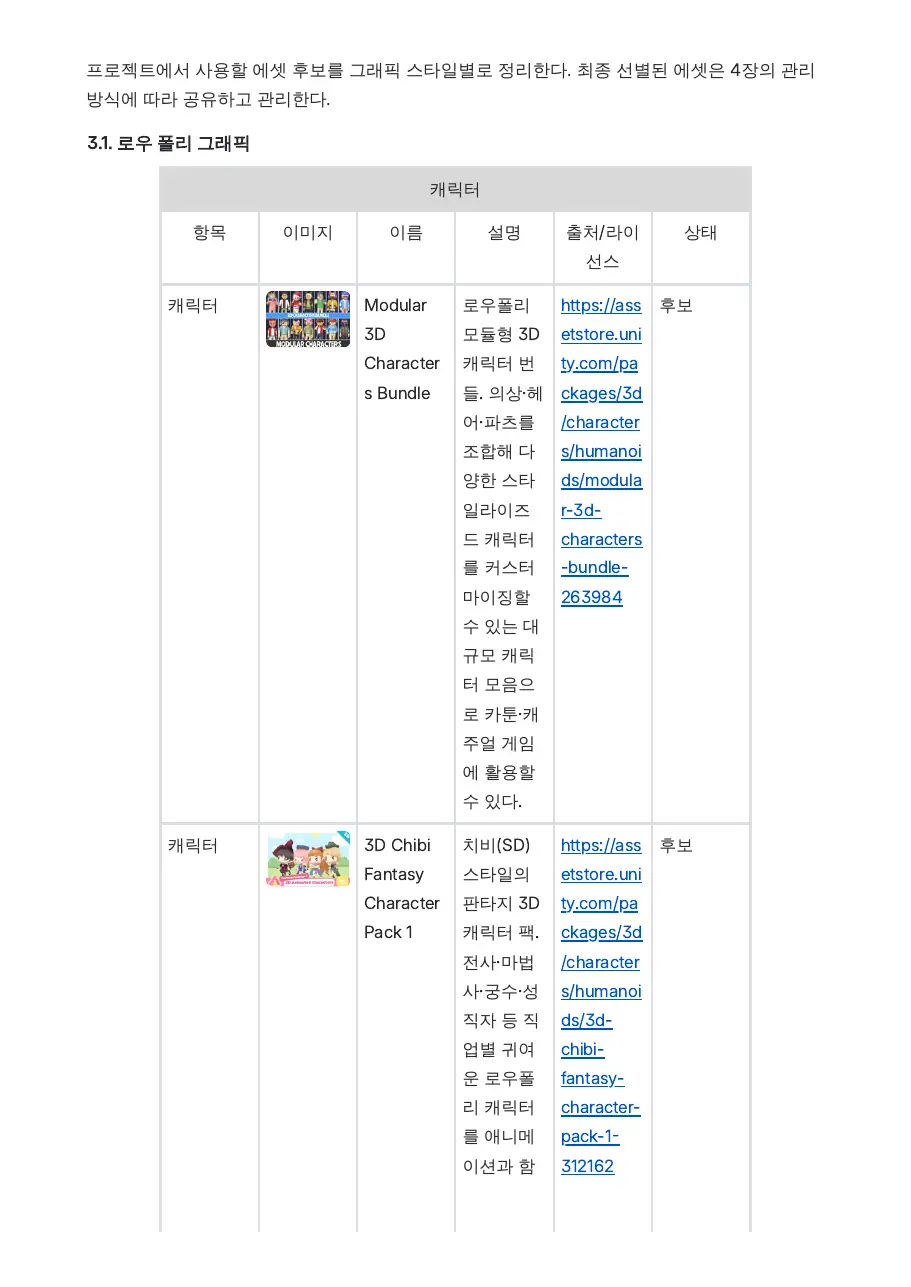 프로젝트에서 사용할 에셋 후보를 그래픽 스타일별로 정리한다. 최종 선별된 에셋은 4장의 관리
방식에 따라 공유하고 관리한다.
3.1. 로우 폴리 그래픽
캐릭터
항목
이미지
이름
설명
출처/라이
선스
상태
캐릭터
MODULAR CHARACTERS
Modular
3D
Character
s Bundle
로우폴리
모듈형 3D
캐릭터 번
들. 의상·헤
어·파츠를
조합해 다
양한 스타
일라이즈
드 캐릭터
를 커스터
마이징할
수 있는 대
규모 캐릭
터 모음으
로 카툰·캐
주얼 게임
에 활용할
수 있다.
https://ass
etstore.uni
ty.com/pa
ckages/3d
/character
s/humanoi
ds/modula
r-3d-
characters
-bundle-
263984
후보
캐릭터
3D Animated Characters
3D Chibi
Fantasy
Character
Pack 1
치비(SD)
스타일의
판타지 3D
캐릭터 팩.
전사·마법
사·궁수·성
직자 등 직
업별 귀여
운 로우폴
리 캐릭터
를 애니메
이션과 함
https://ass
etstore.uni
ty.com/pa
ckages/3d
/character
s/humanoi
ds/3d-
chibi-
fantasy-
character-
pack-1-
312162
후보